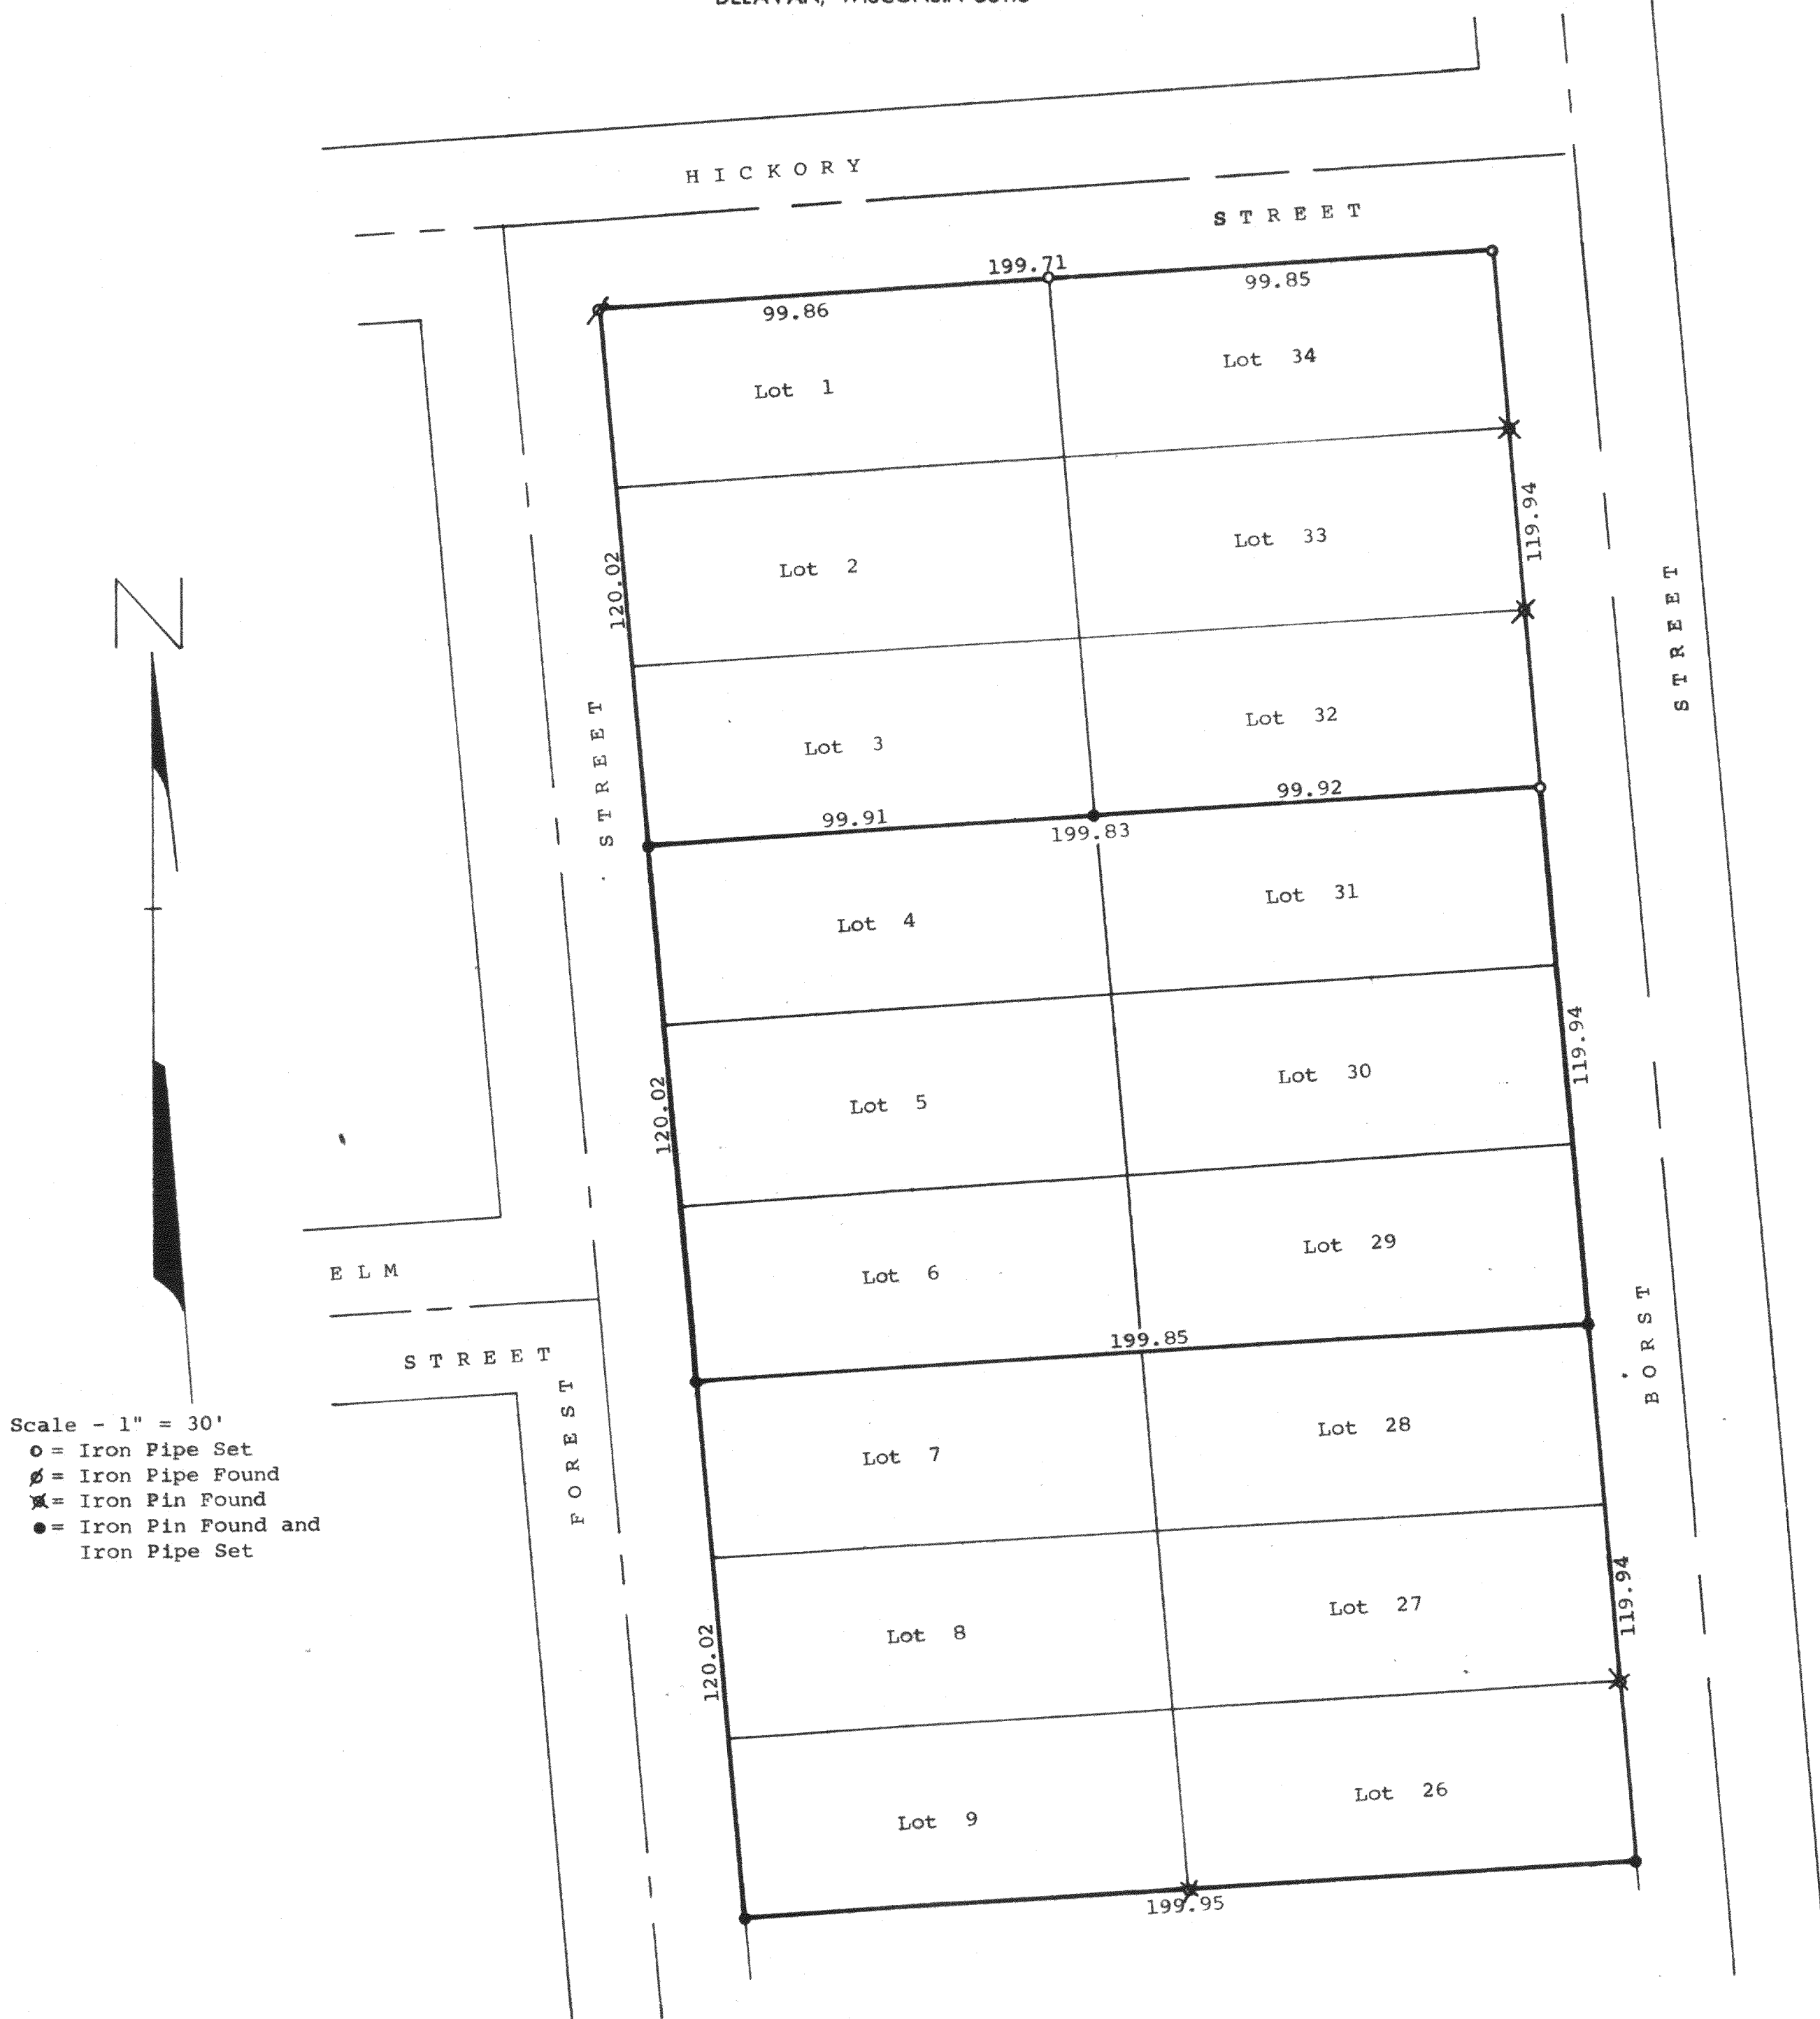 DELAVAN, WISCONSIN
HICKORY
STREET
199.71
99.86
99.85
Lot 1
Lot 34
Lot 2
Lot 33
119.94
120.02
N
STREET
STREET
Lot 3
Lot 32
99.91
99.92
199.83
Lot 4
Lot 31
Lot 5
Lot 30
119.94
120.02
Lot 6
Lot 29
ELM
STREET
199.85
BORST
FOREST
Scale - 1" = 30'
o = Iron Pipe Set
ø = Iron Pipe Found
= Iron Pin Found
● = Iron Pin Found and
Iron Pipe Set
Lot 7
Lot 28
Lot 8
Lot 27
119.94
120.02
Lot 9
Lot 26
199.95